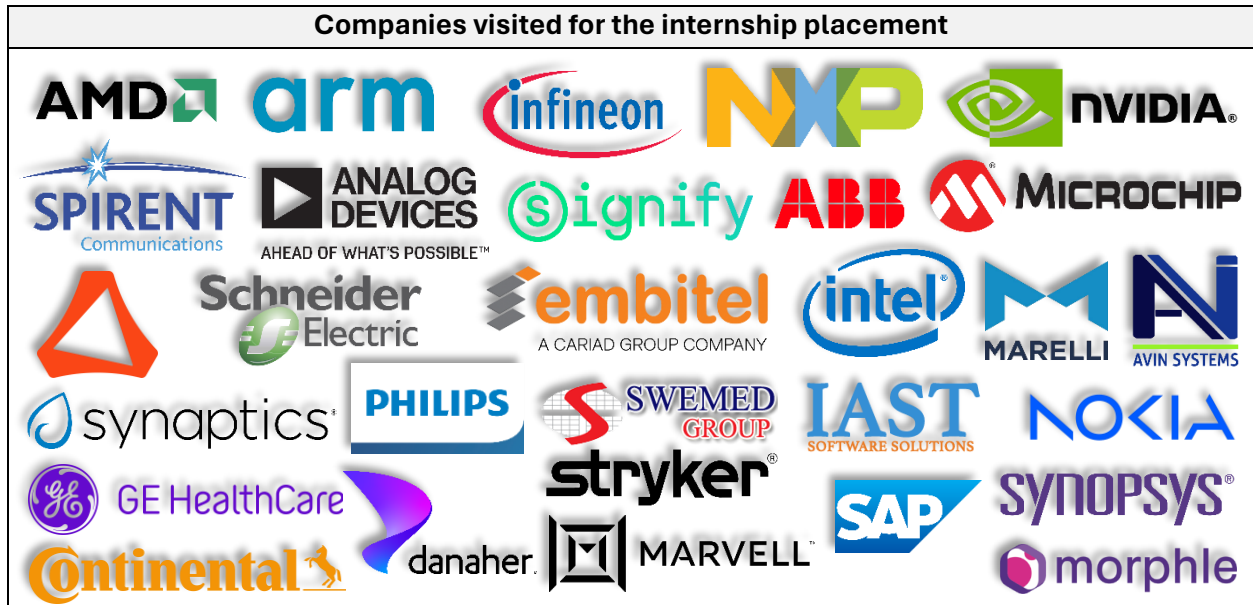 Companies visited for the internship placement
AMD
arm
infineon
NXP
NVIDIA®
SPIRENT
Communications
ANALOG
DEVICES
AHEAD OF WHAT'S POSSIBLE™
Signify
ABB
MICROCHIP®
Schneider
Electric
embitel
A CARIAD GROUP COMPANY
intel®
MARELLI
AVIN SYSTEMS
synaptics®
PHILIPS
SWEMED
GROUP
IAST
SOFTWARE SOLUTIONS
NOKIA
GE HealthCare
danaher.
stryker®
MARVELL™
SAP
SYNOPSYS®
Continental
morphle